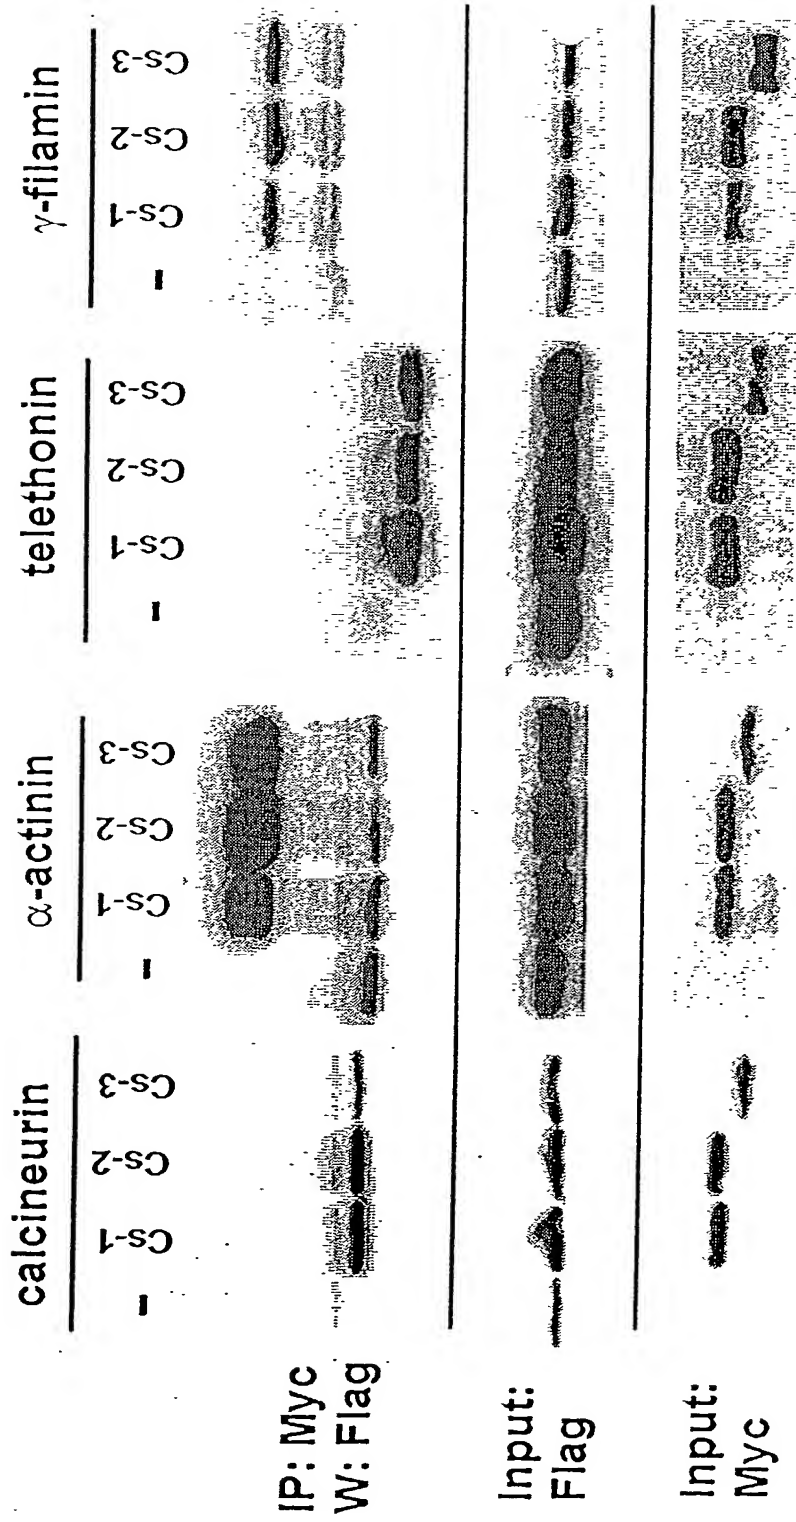 calcineurin α-actinin telethonin γ-filamin
– Cs-1 Cs-2 Cs-3 – Cs-1 Cs-2 Cs-3 – Cs-1 Cs-2 Cs-3 – Cs-1 Cs-2 Cs-3
IP: Myc
W: Flag
Input:
Flag
Input:
Myc